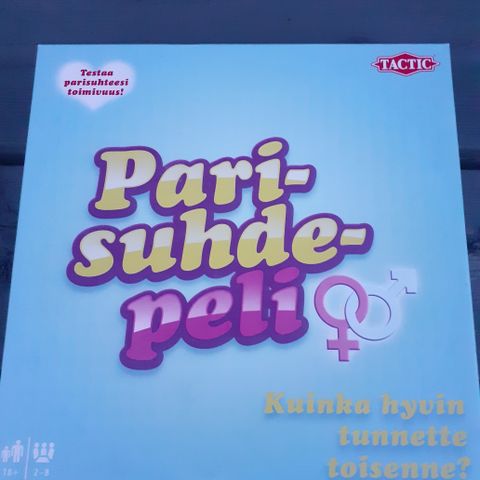 Testaa
parisuhteesi
toimivuus!
TACTIC
Pari-
suhde-
peli
Kuinka hyvin
tunnette
toisenne?
18+
2-8